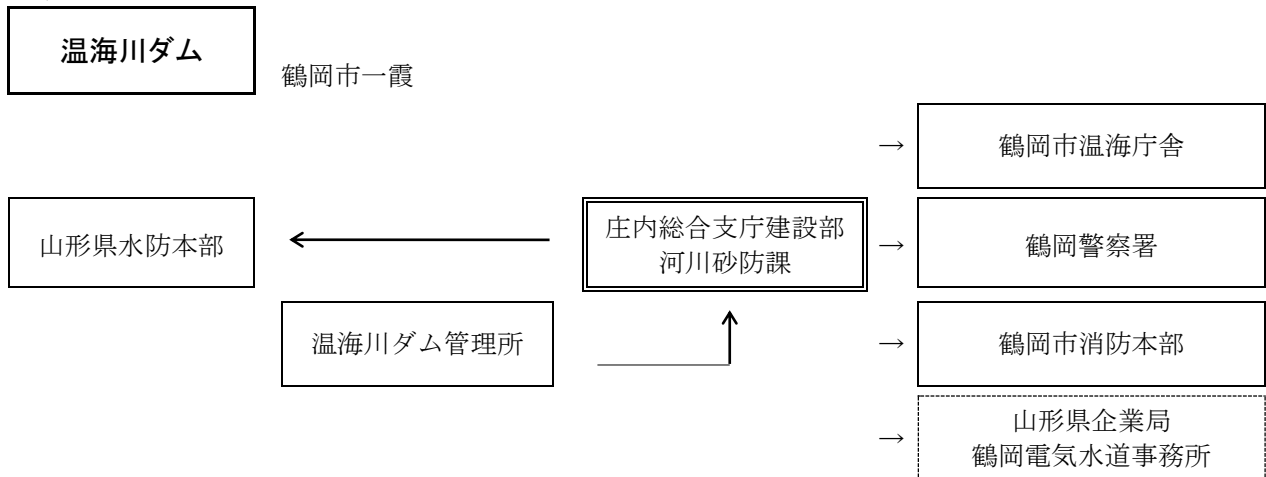 温海川ダム
鶴岡市一霞
→ 鶴岡市温海庁舎
山形県水防本部
庄内総合支庁建設部
河川砂防課
→ 鶴岡警察署
温海川ダム管理所
→ 鶴岡市消防本部
→ 山形県企業局
鶴岡電気水道事務所